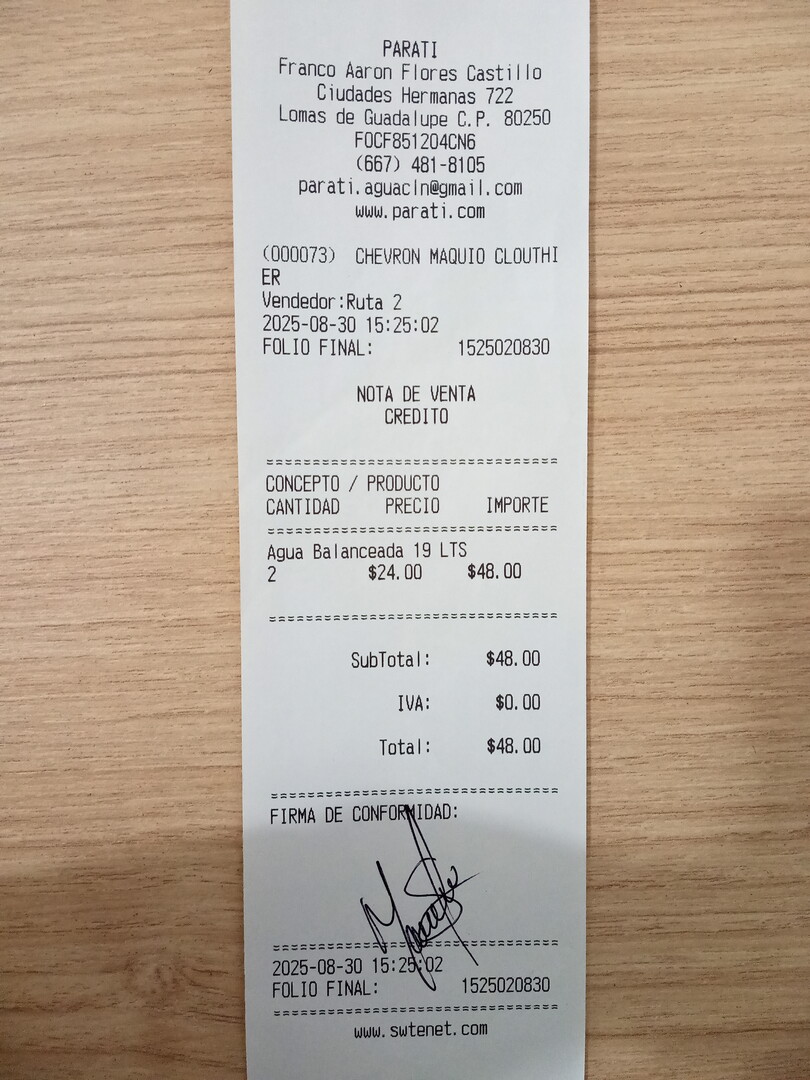 PARATI
Franco Aaron Flores Castillo
Ciudades Hermanas 722
Lomas de Guadalupe C.P. 80250
FOCF851204CN6
(667) 481-8105
parati.aguacln@gmail.com
www.parati.com
(000073) CHEVRON MAQUIO CLOUTHI
ER
Vendedor:Ruta 2
2025-08-30 15:25:02
FOLIO FINAL: 1525020830
NOTA DE VENTA
CREDITO
CONCEPTO / PRODUCTO
CANTIDAD PRECIO IMPORTE
Agua Balanceada 19 LTS
2 $24.00 $48.00
SubTotal: $48.00
IVA: $0.00
Total: $48.00
FIRMA DE CONFORMIDAD:
2025-08-30 15:25:02
FOLIO FINAL: 1525020830
www.swtenet.com